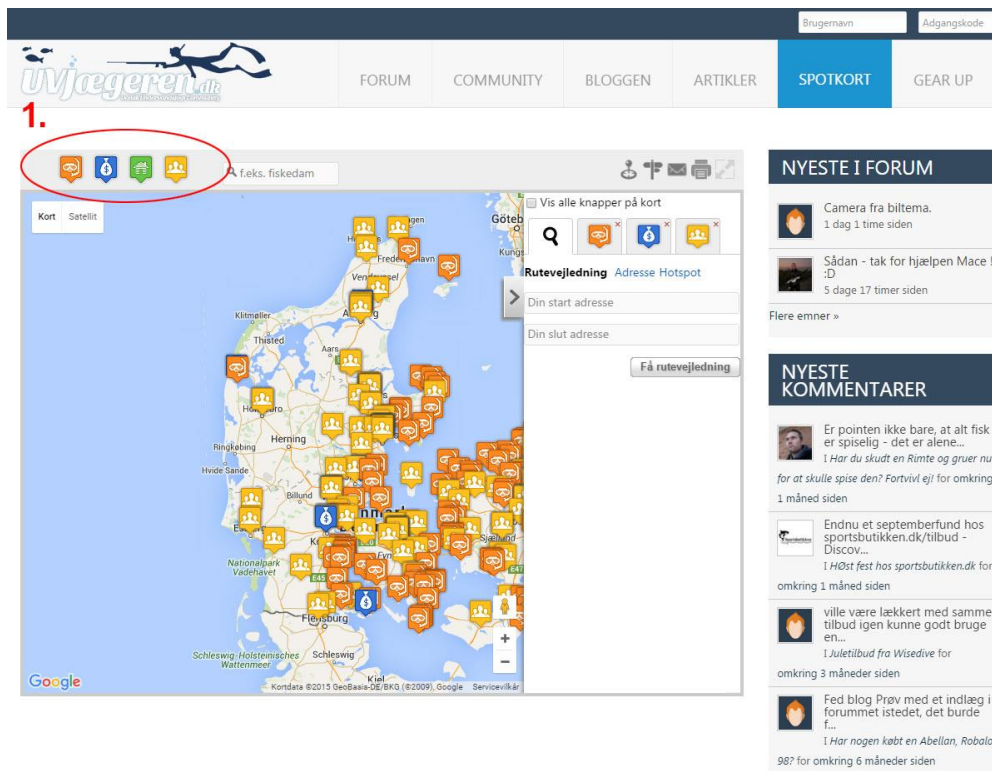 Brugernavn
Adgangskode
UVjægeren.dk
FORUM
COMMUNITY
BLOGGEN
ARTIKLER
SPOTKORT
GEAR UP
1.
f.eks. fiskedam
Kort
Satellit
Vis alle knapper på kort
Rutevejledning Adresse Hotspot
Din start adresse
Din slut adresse
Få rutevejledning
Göteb
Kungs
Klitmøller
Thisted
Aars
Ringkøbing
Herning
Hvide Sande
Billund
Nationalpark
Vadehavet
E45
Fyn
Sjælland
E47
Flensburg
Schleswig-Holsteinisches
Wattenmeer
Schleswig
Kiel
Google
Kortdata ©2015 GeoBasis-DE/BKG (©2009), Google
Servicevilkår
NYESTE I FORUM
Camera fra biltema.
1 dag 1 time siden
Sådan - tak for hjælpen Mace !
:D
5 dage 17 timer siden
Flere emner »
NYESTE
KOMMENTARER
Er pointen ikke bare, at alt fisk
er spiselig - det er alene...
I Har du skudt en Rimte og gruer nu
for at skulle spise den? Fortvivl ej! for omkring
1 måned siden
Endnu et septemberfund hos
sportsbutikken.dk/tilbud -
Discov...
I HØst fest hos sportsbutikken.dk for
omkring 1 måned siden
ville være lækkert med samme
tilbud igen kunne godt bruge
en...
I Juletilbud fra Wisedive for
omkring 3 måneder siden
Fed blog Prøv med et indlæg i
forummet istedet, det burde
f...
I Har nogen købt en Abellan, Robalo
98? for omkring 6 måneder siden